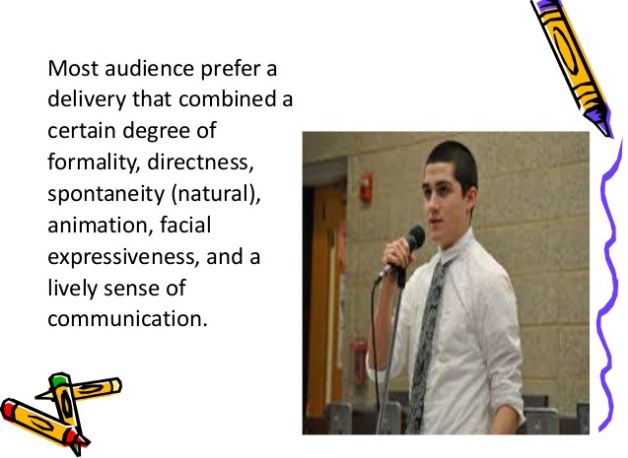 Most audience prefer a
delivery that combined a
certain degree of
formality, directness,
spontaneity (natural),
animation, facial
expressiveness, and a
lively sense of
communication.